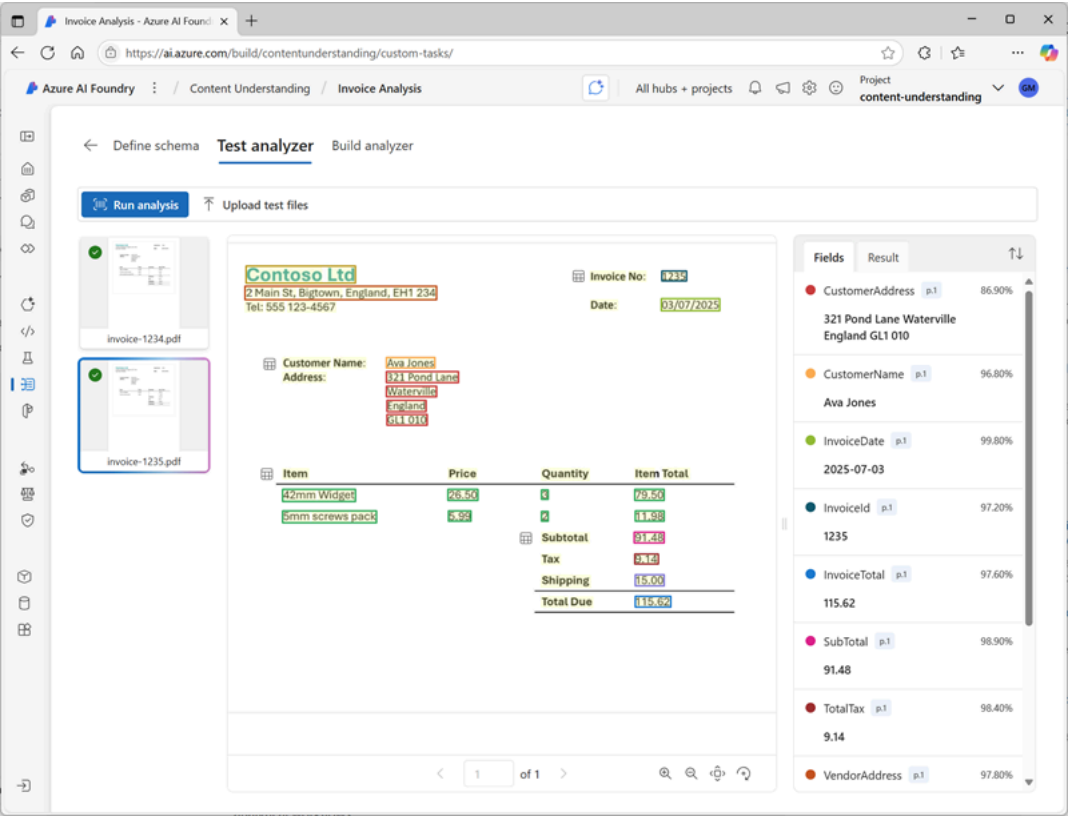 Invoice Analysis - Azure AI Found
https://ai.azure.com/build/contentunderstanding/custom-tasks/
Azure AI Foundry / Content Understanding / Invoice Analysis
All hubs + projects
Project
content-understanding
GM
Define schema Test analyzer Build analyzer
Run analysis Upload test files
invoice-1234.pdf
invoice-1235.pdf
Contoso Ltd
2 Main St, Bigtown, England, EH1 234
Tel: 555 123-4567
Invoice No: 1235
Date: 03/07/2025
Customer Name: Ava Jones
Address: 321 Pond Lane
Waterville
England
GL1 010
Item Price Quantity Item Total
42mm Widget 26.50 3 79.50
5mm screws pack 5.99 2 11.98
Subtotal 91.48
Tax 9.14
Shipping 15.00
Total Due 115.62
1 of 1
Fields Result
CustomerAddress p.1 86.90%
321 Pond Lane Waterville
England GL1 010
CustomerName p.1 96.80%
Ava Jones
InvoiceDate p.1 99.80%
2025-07-03
InvoiceId p.1 97.20%
1235
InvoiceTotal p.1 97.60%
115.62
SubTotal p.1 98.90%
91.48
TotalTax p.1 98.40%
9.14
VendorAddress p.1 97.80%